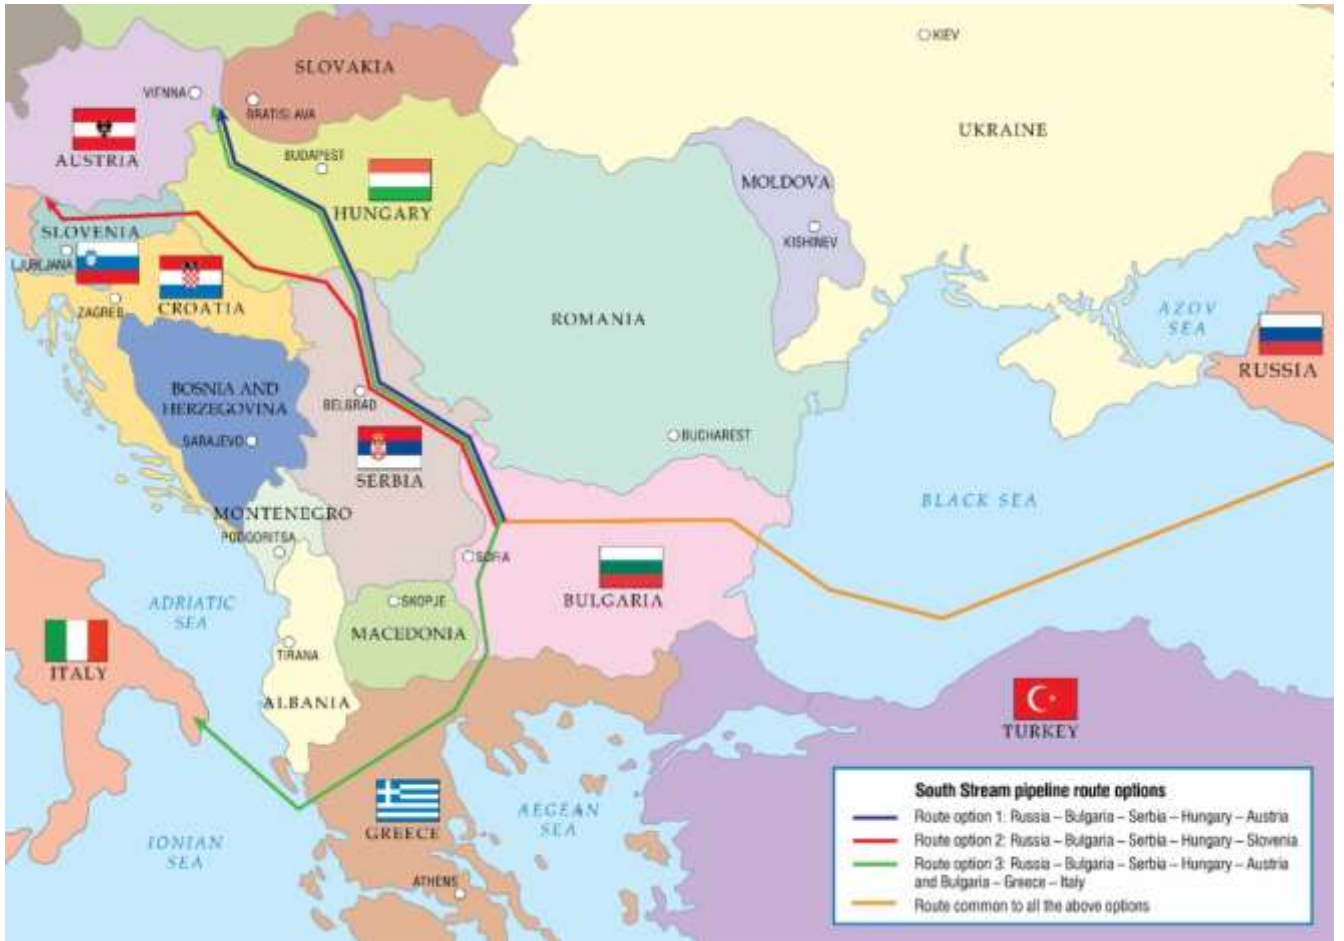 KIEV
SLOVAKIA
VIENNA
BRATISLAVA
UKRAINE
AUSTRIA
BUDAPEST
MOLDOVA
HUNGARY
SLOVENIA
KISHINEV
LJUBLJANA
CROATIA
ZAGREB
ROMANIA
AZOV
SEA
RUSSIA
BOSNIA AND
HERZEGOVINA
BELGRAD
SARAJEVO
BUCHAREST
SERBIA
BLACK SEA
MONTENEGRO
PODGORITSA
SOFIA
BULGARIA
ADRIATIC
SEA
SKOPJE
MACEDONIA
TIRANA
ITALY
ALBANIA
TURKEY
GREECE
AEGEAN
SEA
IONIAN
SEA
ATHENS
South Stream pipeline route options
Route option 1: Russia – Bulgaria – Serbia – Hungary – Austria
Route option 2: Russia – Bulgaria – Serbia – Hungary – Slovenia
Route option 3: Russia – Bulgaria – Serbia – Hungary – Austria
and Bulgaria – Greece – Italy
Route common to all the above options